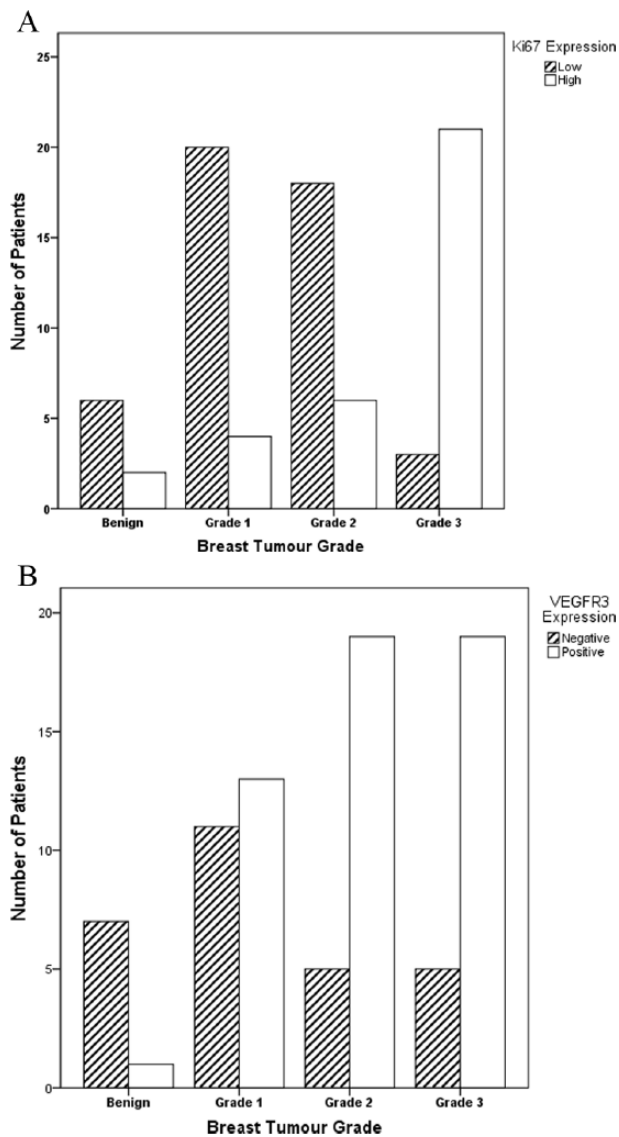 A
Ki67 Expression
Low
High
25
20
15
10
5
0
Number of Patients
Benign Grade 1 Grade 2 Grade 3
Breast Tumour Grade
B
VEGFR3
Expression
Negative
Positive
20
15
10
5
0
Number of Patients
Benign Grade 1 Grade 2 Grade 3
Breast Tumour Grade